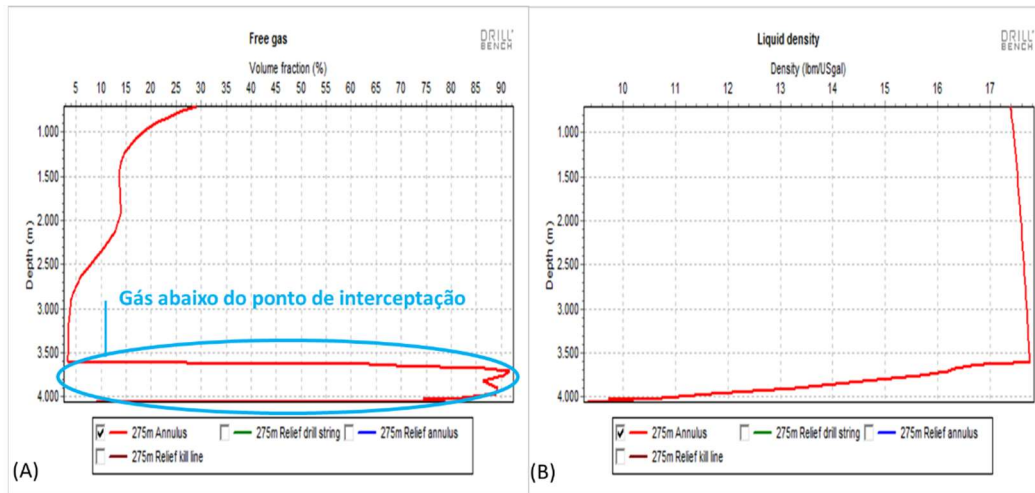 Free gas
DRILL
BENCH
Volume fraction (%)
5 10 15 20 25 30 35 40 45 50 55 60 65 70 75 80 85 90
Depth (m)
1.000
1.500
2.000
2.500
3.000
3.500
4.000
Gás abaixo do ponto de interceptação
275m Annulus 275m Relief drill string 275m Relief annulus
275m Relief kill line
(A)
Liquid density
DRILL
BENCH
Density (lbm/USgal)
10 11 12 13 14 15 16 17
Depth (m)
1.000
1.500
2.000
2.500
3.000
3.500
4.000
275m Annulus 275m Relief drill string 275m Relief annulus
275m Relief kill line
(B)